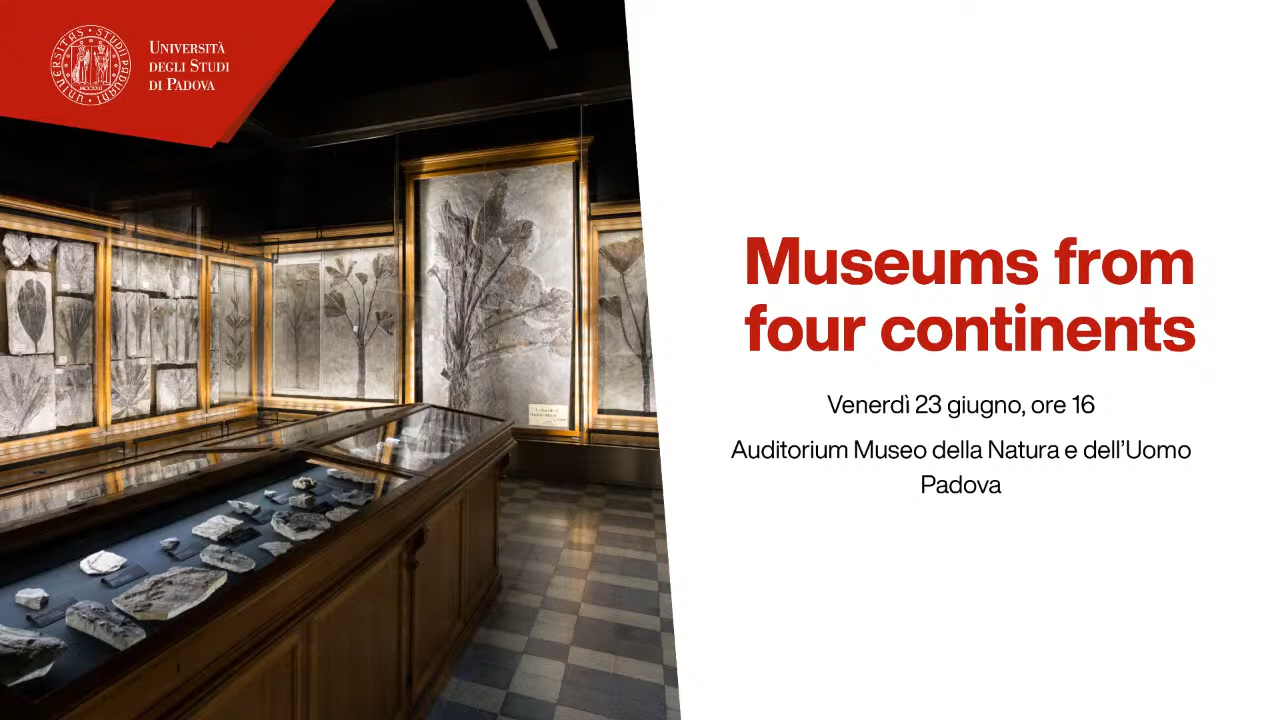 UNIVERSITÀ
DEGLI STUDI
DI PADOVA
Museums from
four continents
Venerdì 23 giugno, ore 16
Auditorium Museo della Natura e dell’Uomo
Padova